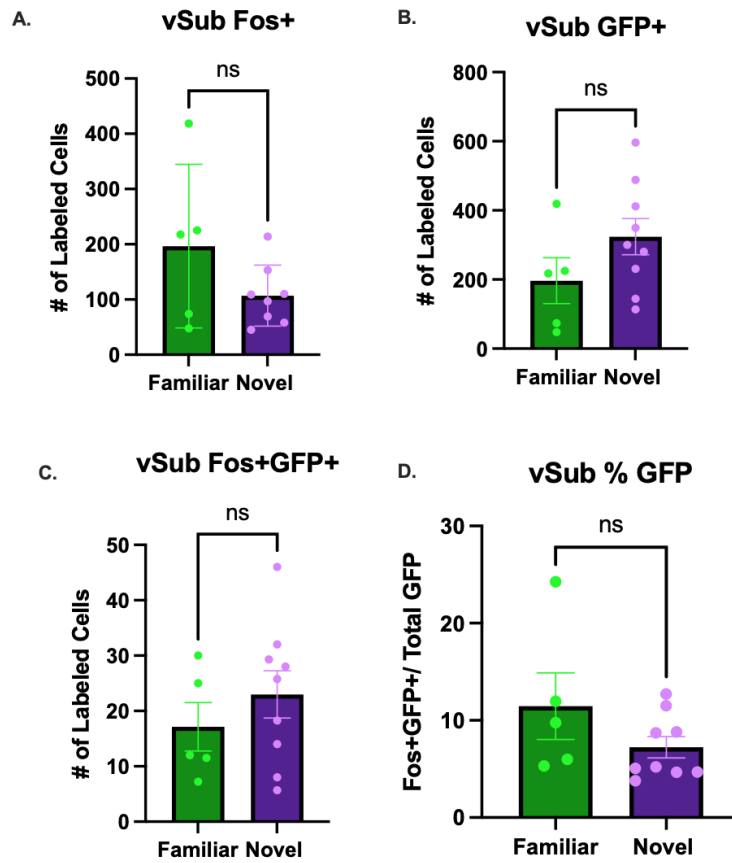 A.
vSub Fos+
ns
# of Labeled Cells
500
400
300
200
100
0
Familiar Novel
B.
vSub GFP+
ns
# of Labeled Cells
800
600
400
200
0
Familiar Novel
C.
vSub Fos+GFP+
ns
# of Labeled Cells
50
40
30
20
10
0
Familiar Novel
D.
vSub % GFP
ns
Fos+GFP+/ Total GFP
30
20
10
0
Familiar Novel